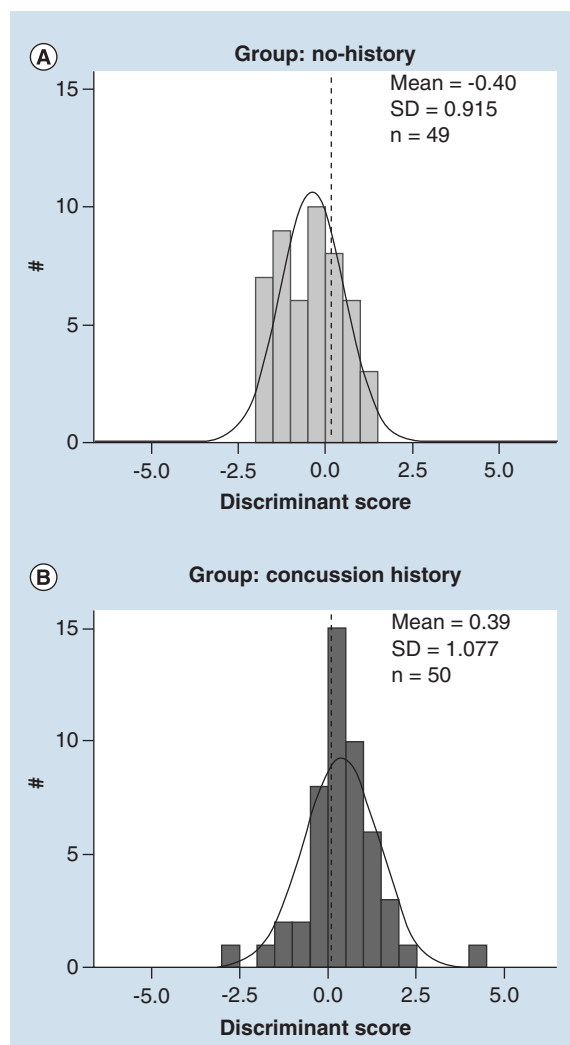 A
Group: no-history
Mean = -0.40
SD = 0.915
n = 49
15
10
5
0
#
-5.0 -2.5 0.0 2.5 5.0
Discriminant score
B
Group: concussion history
Mean = 0.39
SD = 1.077
n = 50
15
10
5
0
#
-5.0 -2.5 0.0 2.5 5.0
Discriminant score